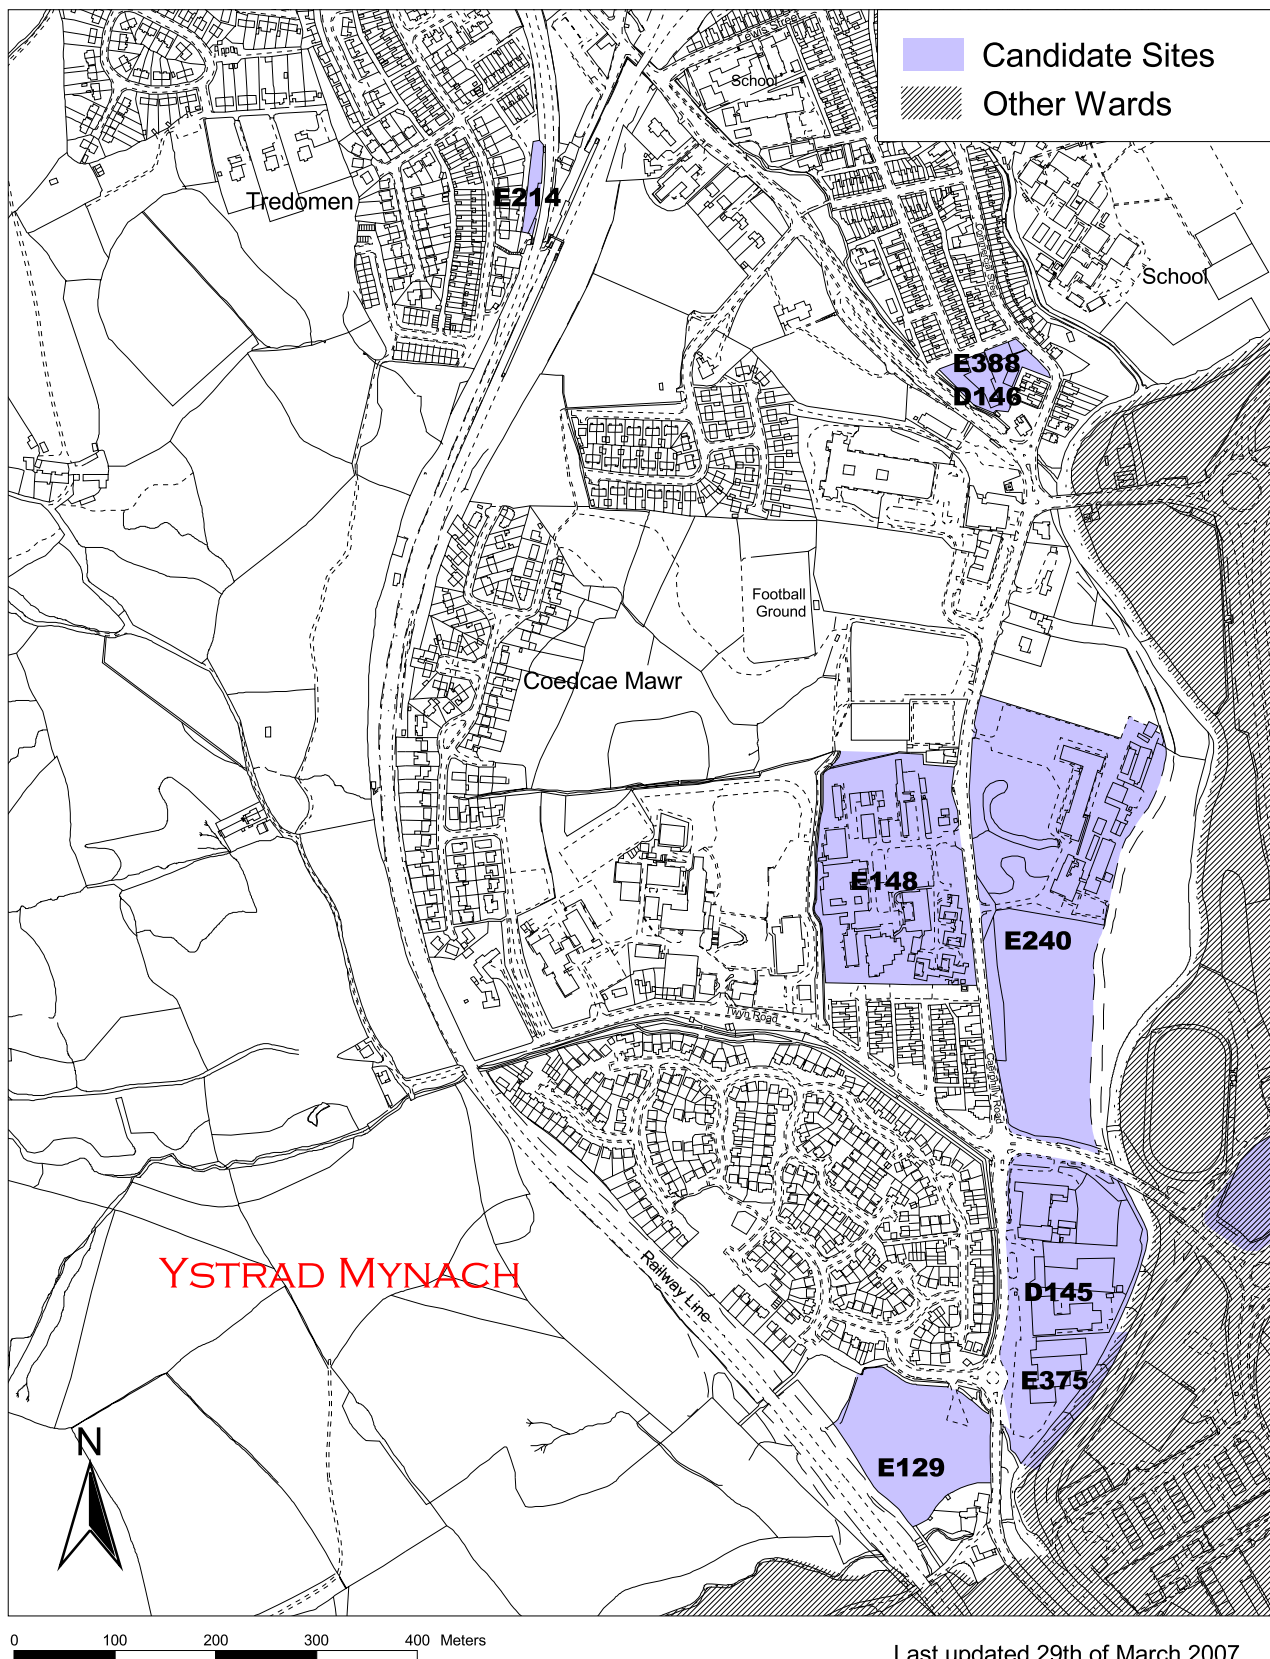 Candidate Sites
Other Wards
Lewis Street
School
Tredomen
E214
Commercial Street
School
E388
D146
Football
Ground
Coedcae Mawr
E148
E240
Twyn Road
Caerphilly Road
YSTRAD MYNACH
Railway Line
D145
E375
E129
N
0 100 200 300 400 Meters
Last updated 29th of March 2007